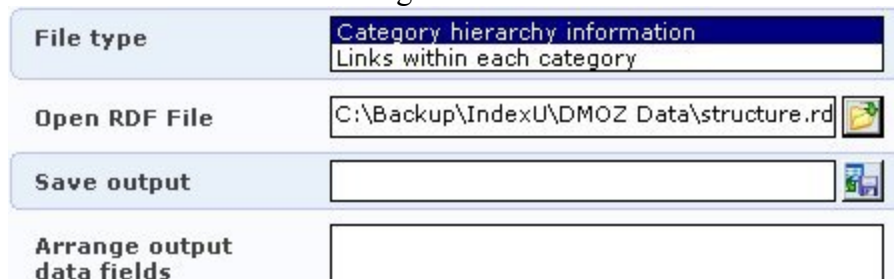 File type
Category hierarchy information
Links within each category
Open RDF File
C:\Backup\IndexU\DMOZ Data\structure.rd
Save output
Arrange output
data fields